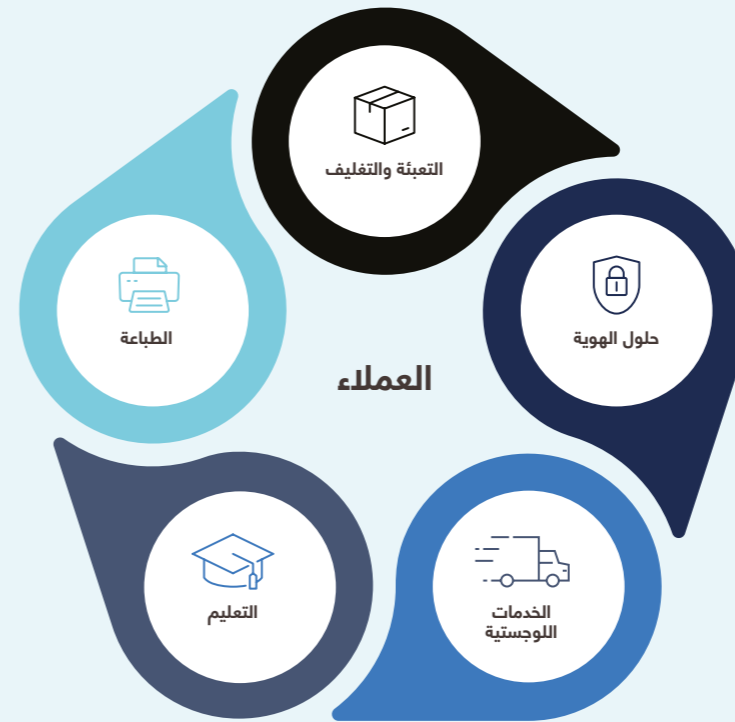 التعبئة والتغليف
حلول الهوية
الطباعة
العملاء
التعليم
الخدمات
اللوجستية